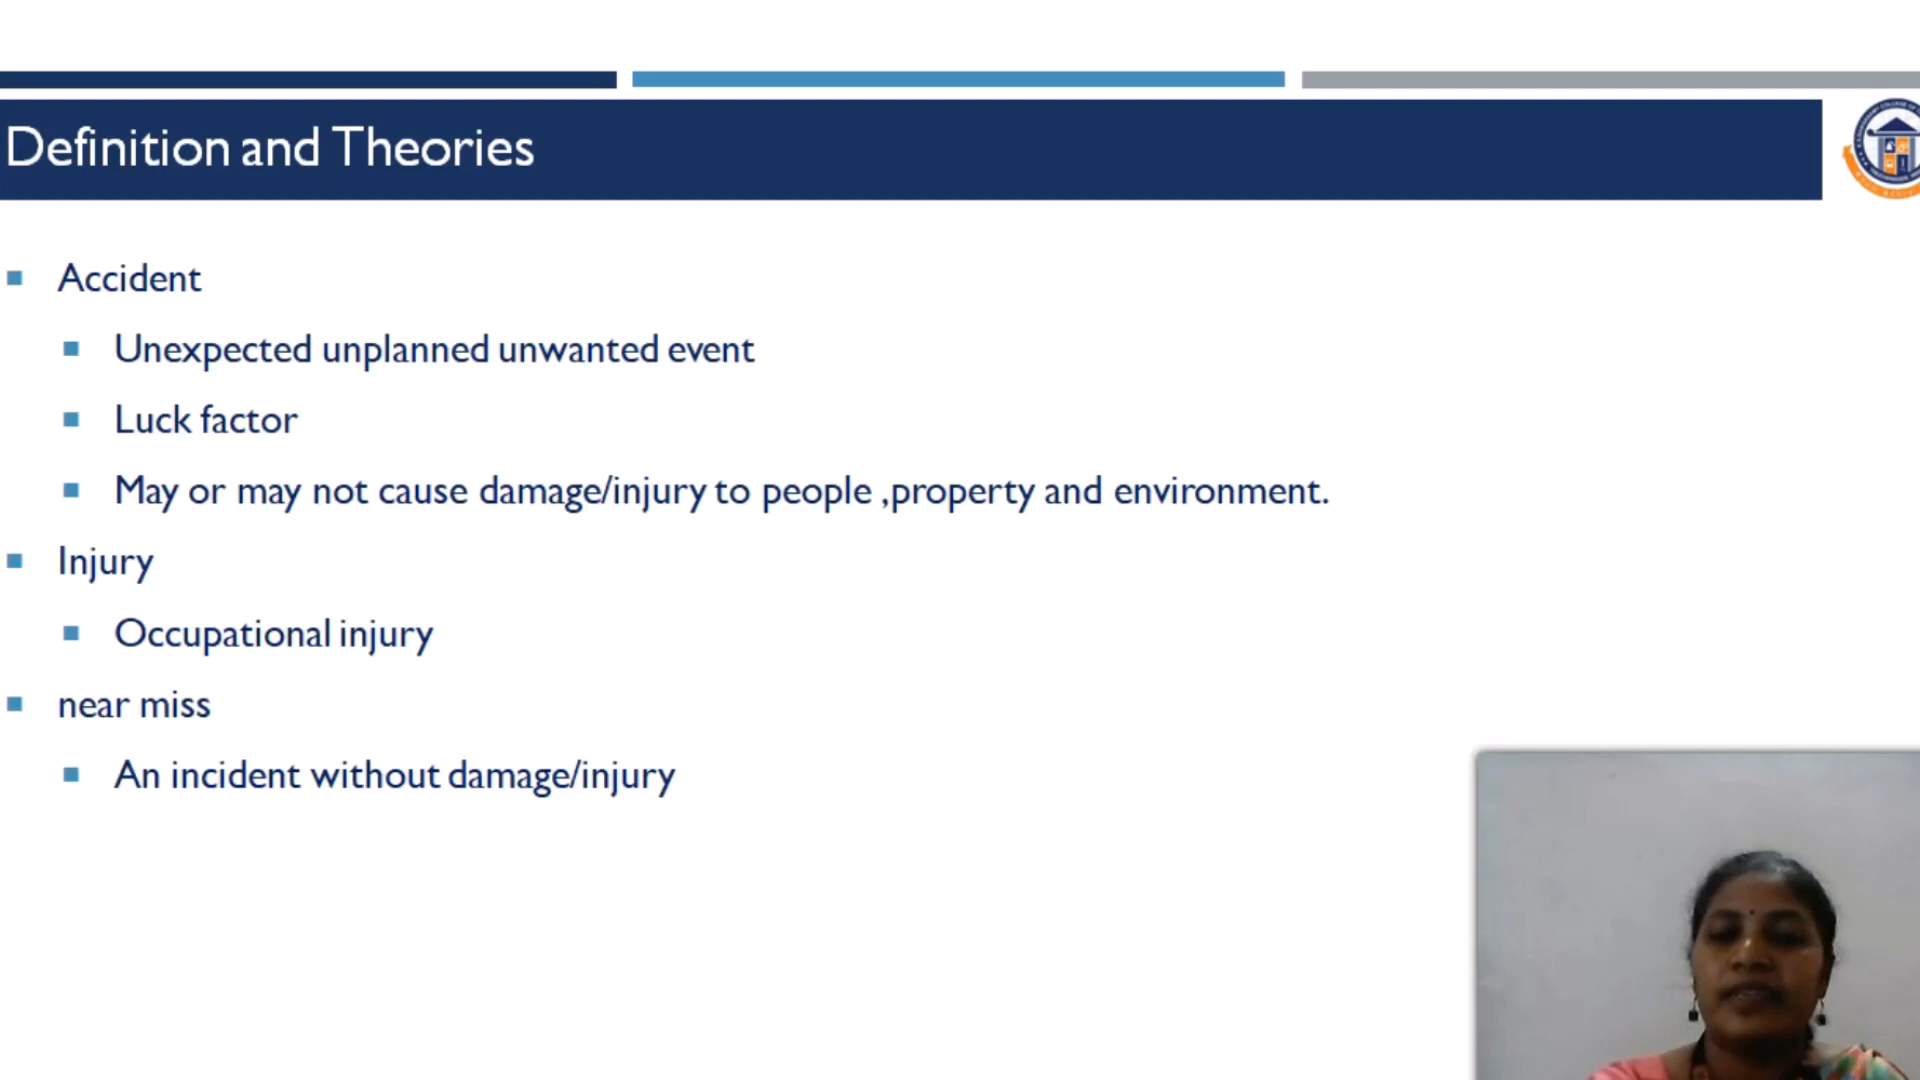 Definition and Theories
Accident
Unexpected unplanned unwanted event
Luck factor
May or may not cause damage/injury to people ,property and environment.
Injury
Occupational injury
near miss
An incident without damage/injury